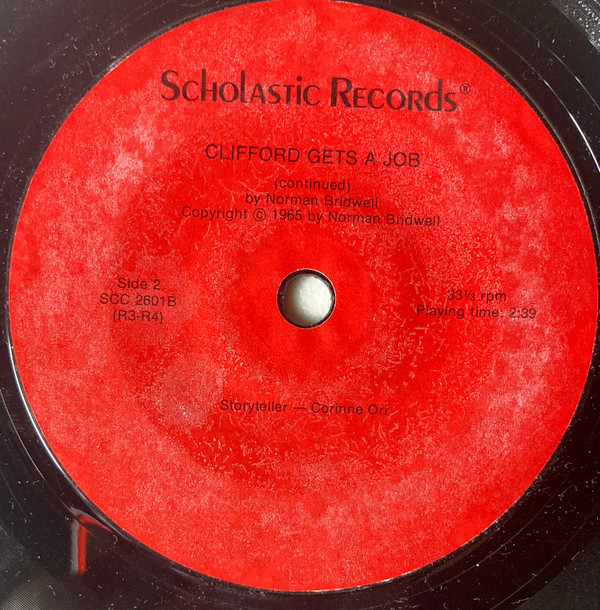 Scholastic Records®
CLIFFORD GETS A JOB
(continued)
by Norman Bridwell
Copyright © 1965 by Norman Bridwell
Side 2
SCC 2601B
(R3-R4)
33⅓ rpm
Playing time: 2:39
Storyteller — Corinne Orr